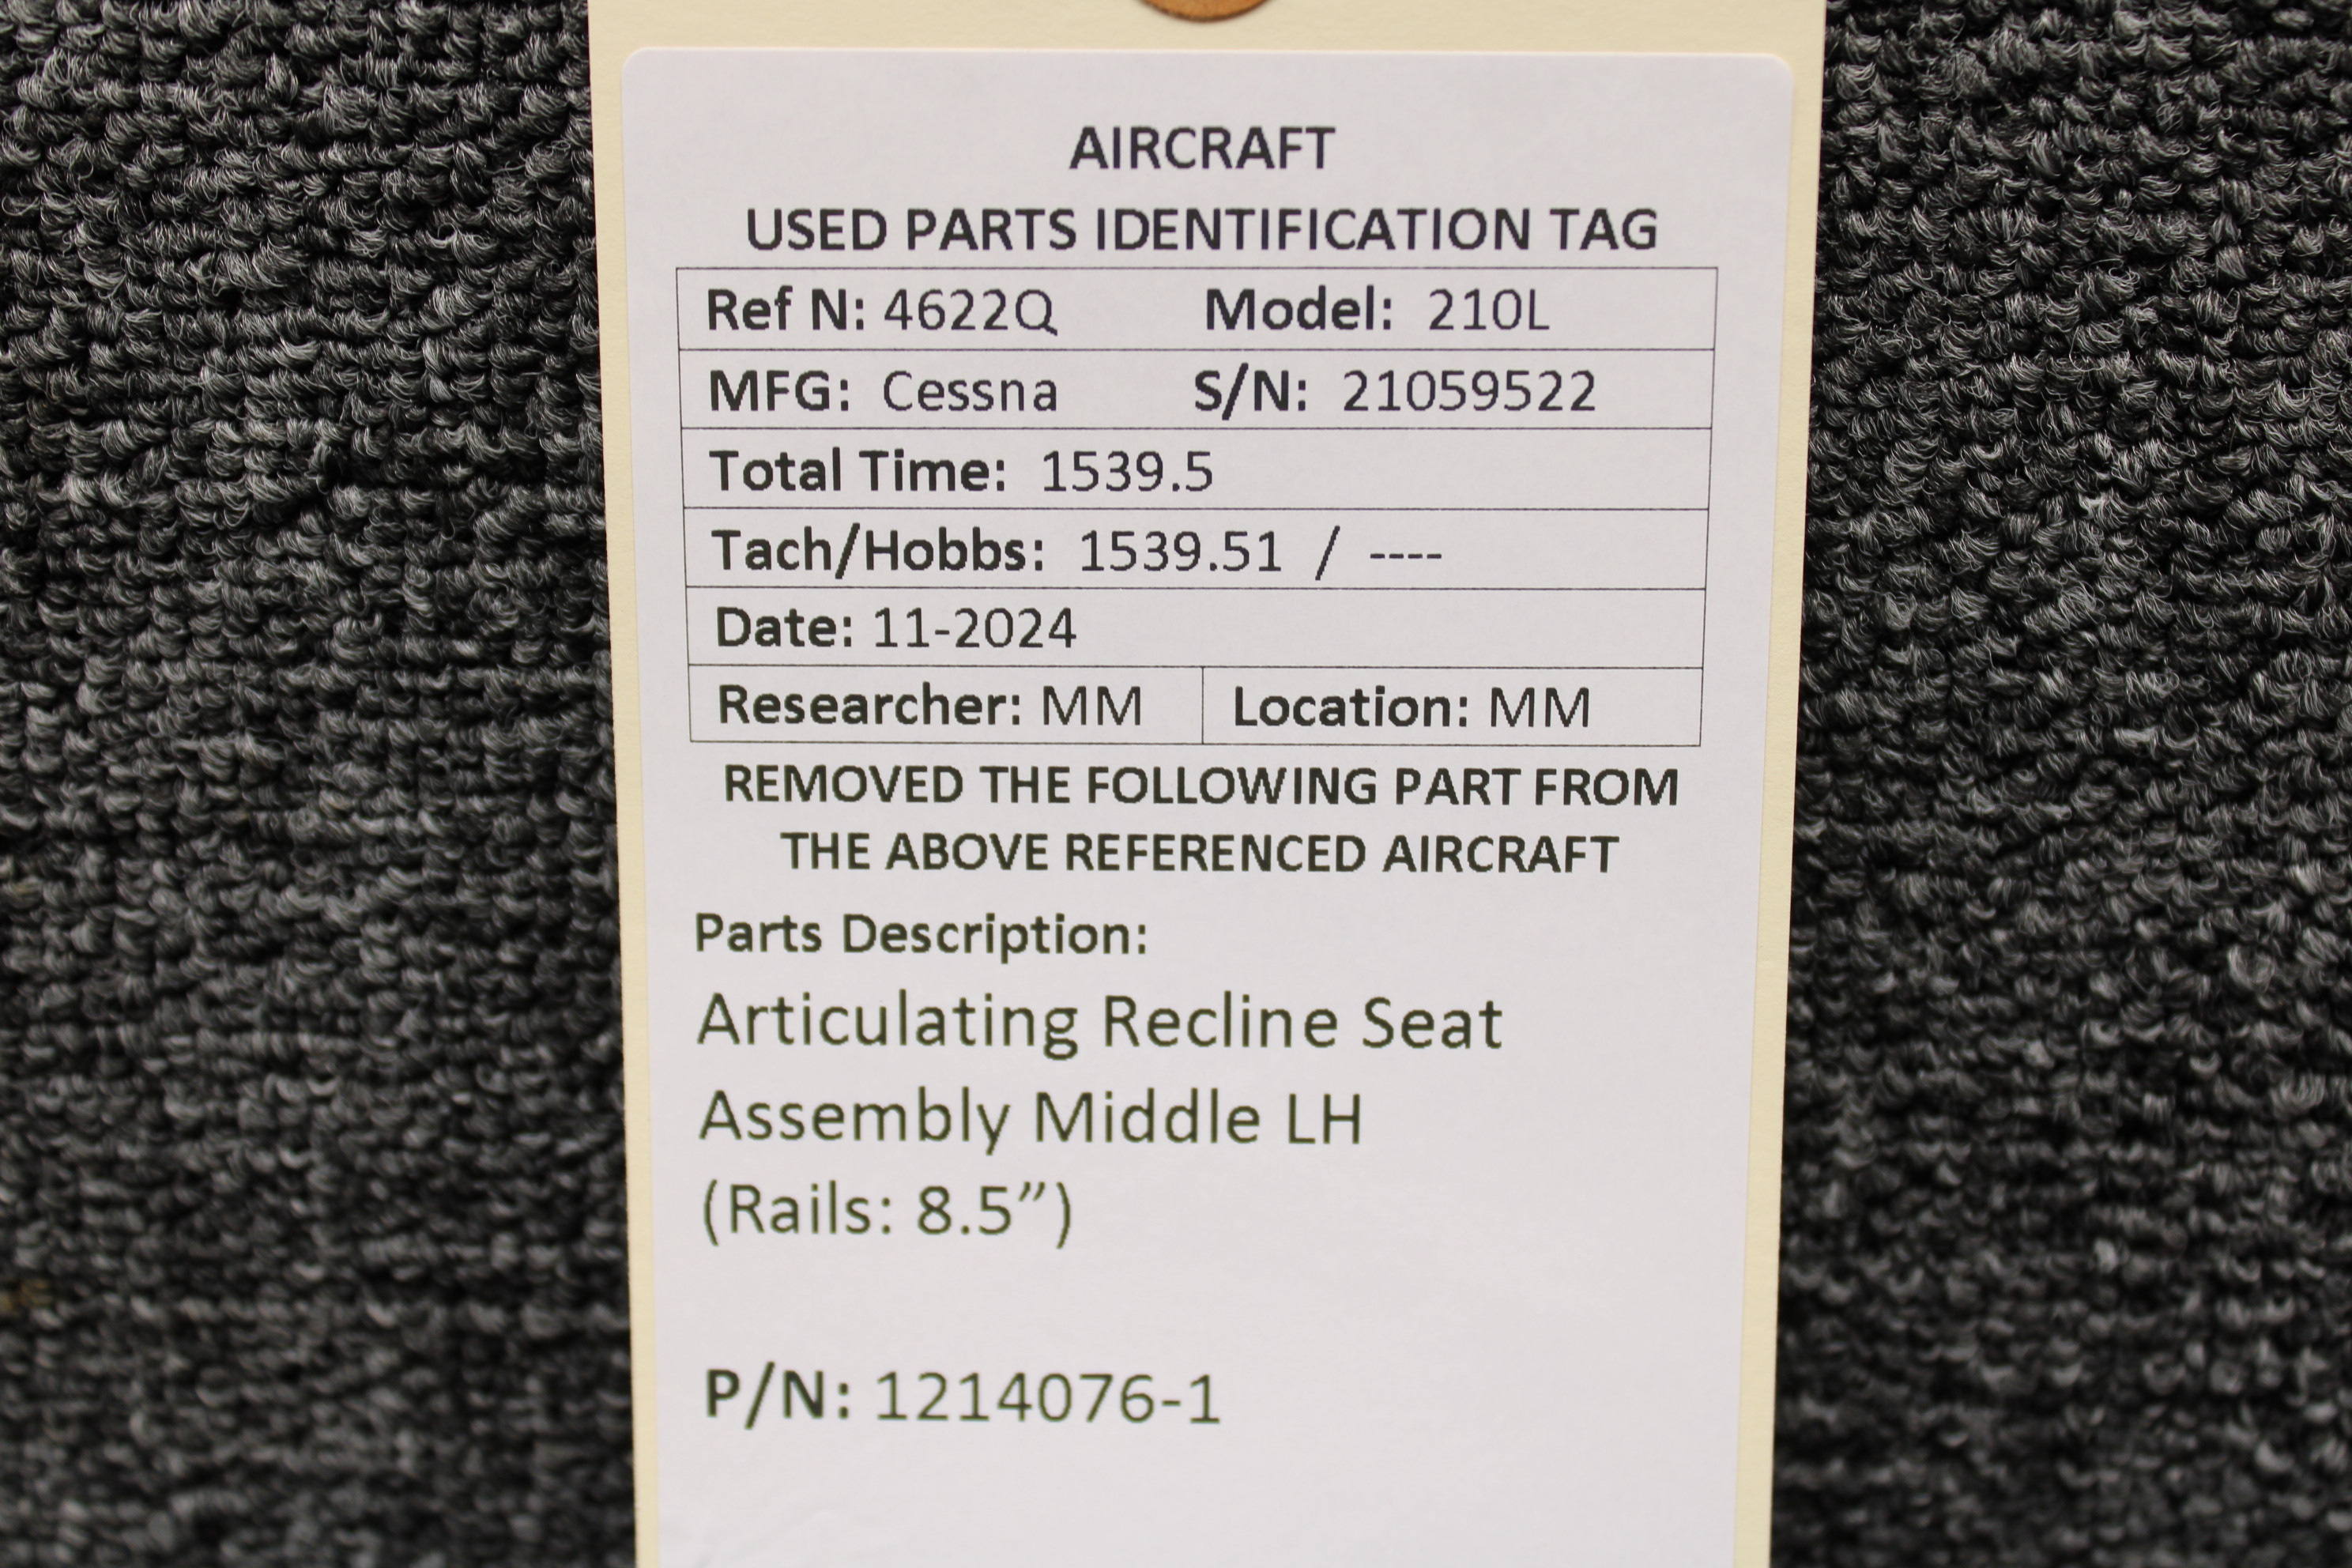 AIRCRAFT
USED PARTS IDENTIFICATION TAG
Ref N: 4622Q Model: 210L
MFG: Cessna S/N: 21059522
Total Time: 1539.5
Tach/Hobbs: 1539.51 / ----
Date: 11-2024
Researcher: MM Location: MM
REMOVED THE FOLLOWING PART FROM
THE ABOVE REFERENCED AIRCRAFT
Parts Description:
Articulating Recline Seat
Assembly Middle LH
(Rails: 8.5”)
P/N: 1214076-1